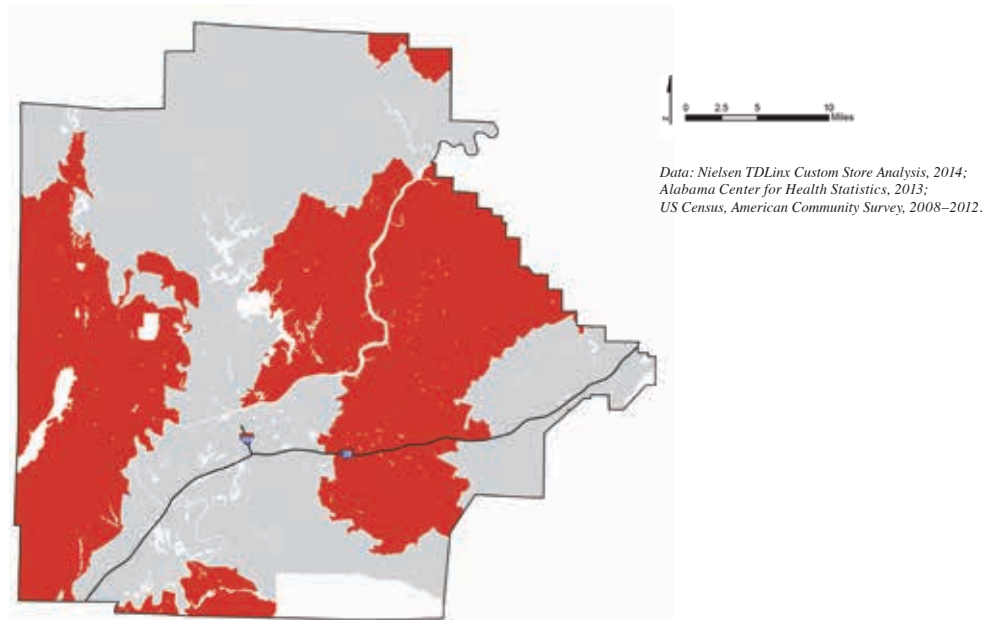 0 2.5 5 10
Miles
Data: Nielsen TDLinx Custom Store Analysis, 2014;
Alabama Center for Health Statistics, 2013;
US Census, American Community Survey, 2008–2012.
20